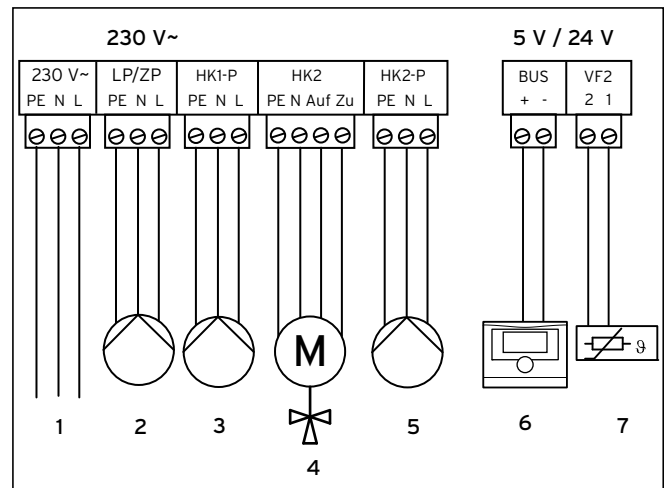 230 V~ 5 V / 24 V
230 V~ LP/ZP HK1-P HK2 HK2-P BUS VF2
PE N L PE N L PE N L PE N Auf Zu PE N L + - 2 1
M
ϑ
1 2 3 5 6 7
4